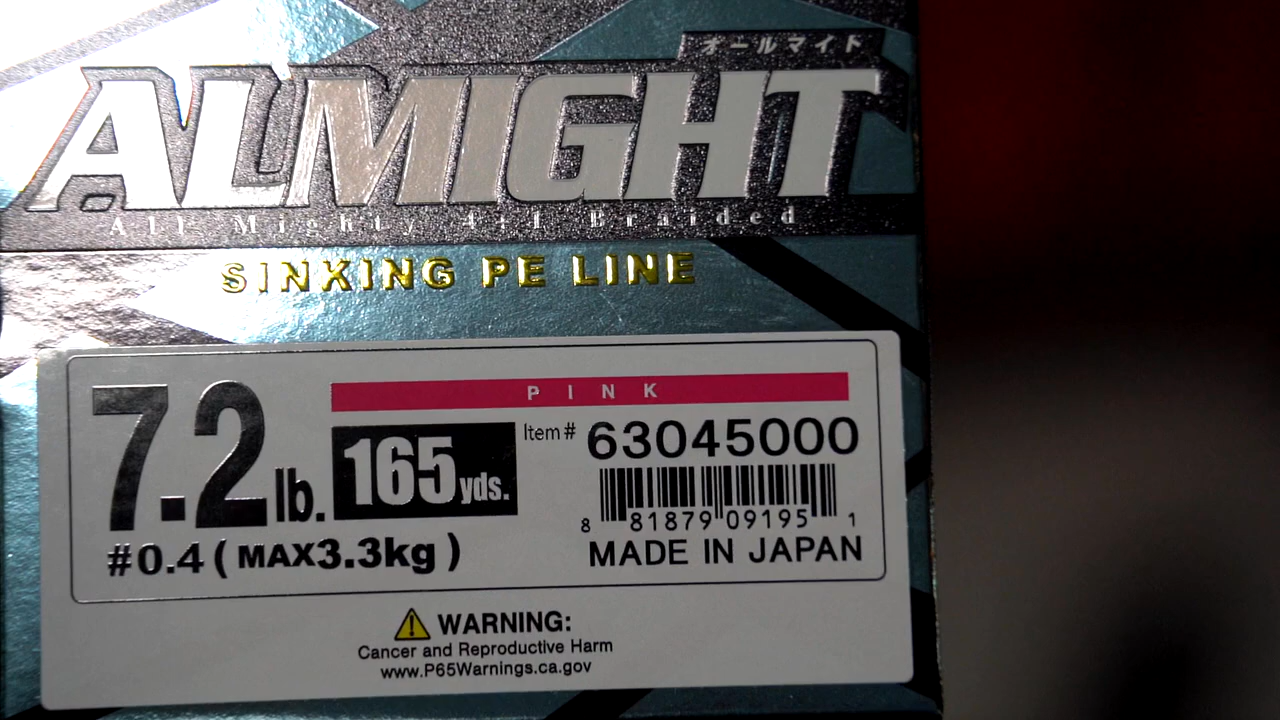 オールマイト
ALMIGHT
All Mighty 4+1 Braided
SINKING PE LINE
PINK
7.2 lb.
165 yds.
Item# 63045000
8 81879 09195 1
#0.4 (MAX3.3kg)
MADE IN JAPAN
WARNING:
Cancer and Reproductive Harm
www.P65Warnings.ca.gov